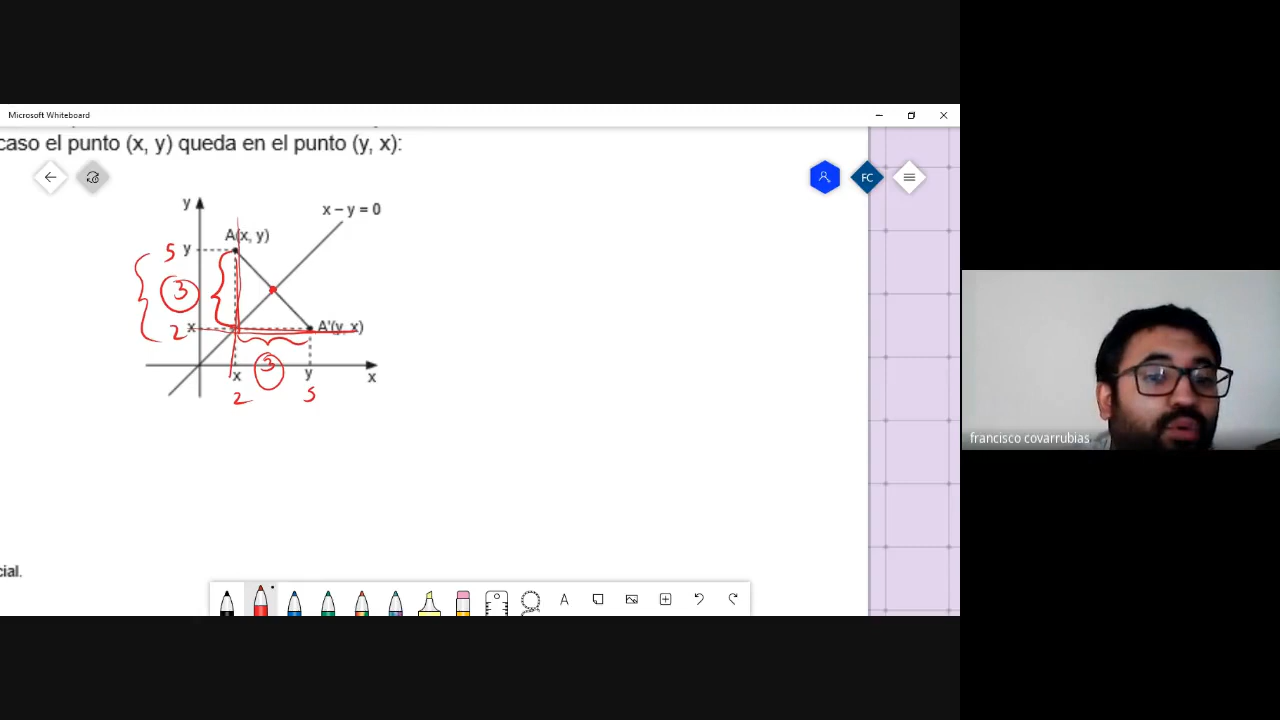 Microsoft Whiteboard
caso el punto (x, y) queda en el punto (y, x):
FC
y
x – y = 0
A(x, y)
5 y
3
2 x
A'(y, x)
3
x y x
2 5
francisco covarrubias
cial.
A